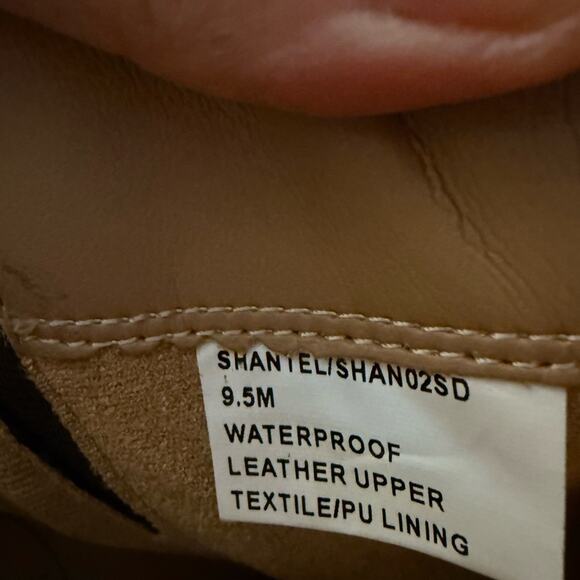 SHANTEL/SHAN02SD
9.5M
WATERPROOF
LEATHER UPPER
TEXTILE/PU LINING